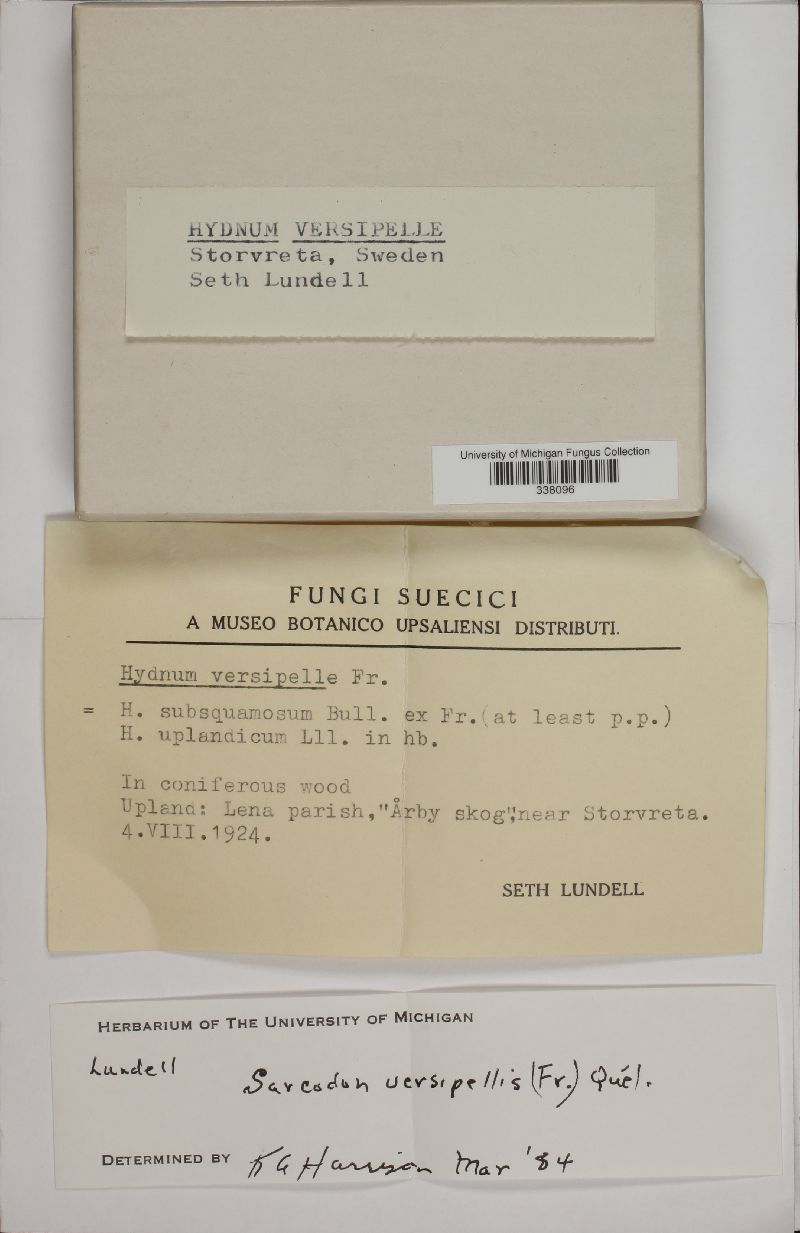 HYDNUM VERSIPELLE
Storvreta, Sweden
Seth Lundell
University of Michigan Fungus Collection
338096
FUNGI SUECICI
A MUSEO BOTANICO UPSALIENSI DISTRIBUTI.
Hydnum versipelle Fr.
= H. subsquamosum Bull. ex Fr.(at least p.p.)
H. uplandicum Lll. in hb.
In coniferous wood
Upland: Lena parish,"Årby skog",near Storvreta.
4.VIII.1924.
SETH LUNDELL
HERBARIUM OF THE UNIVERSITY OF MICHIGAN
Lundell
Sarcodon versipellis (Fr.) Quél.
DETERMINED BY K A Harrison Mar '84